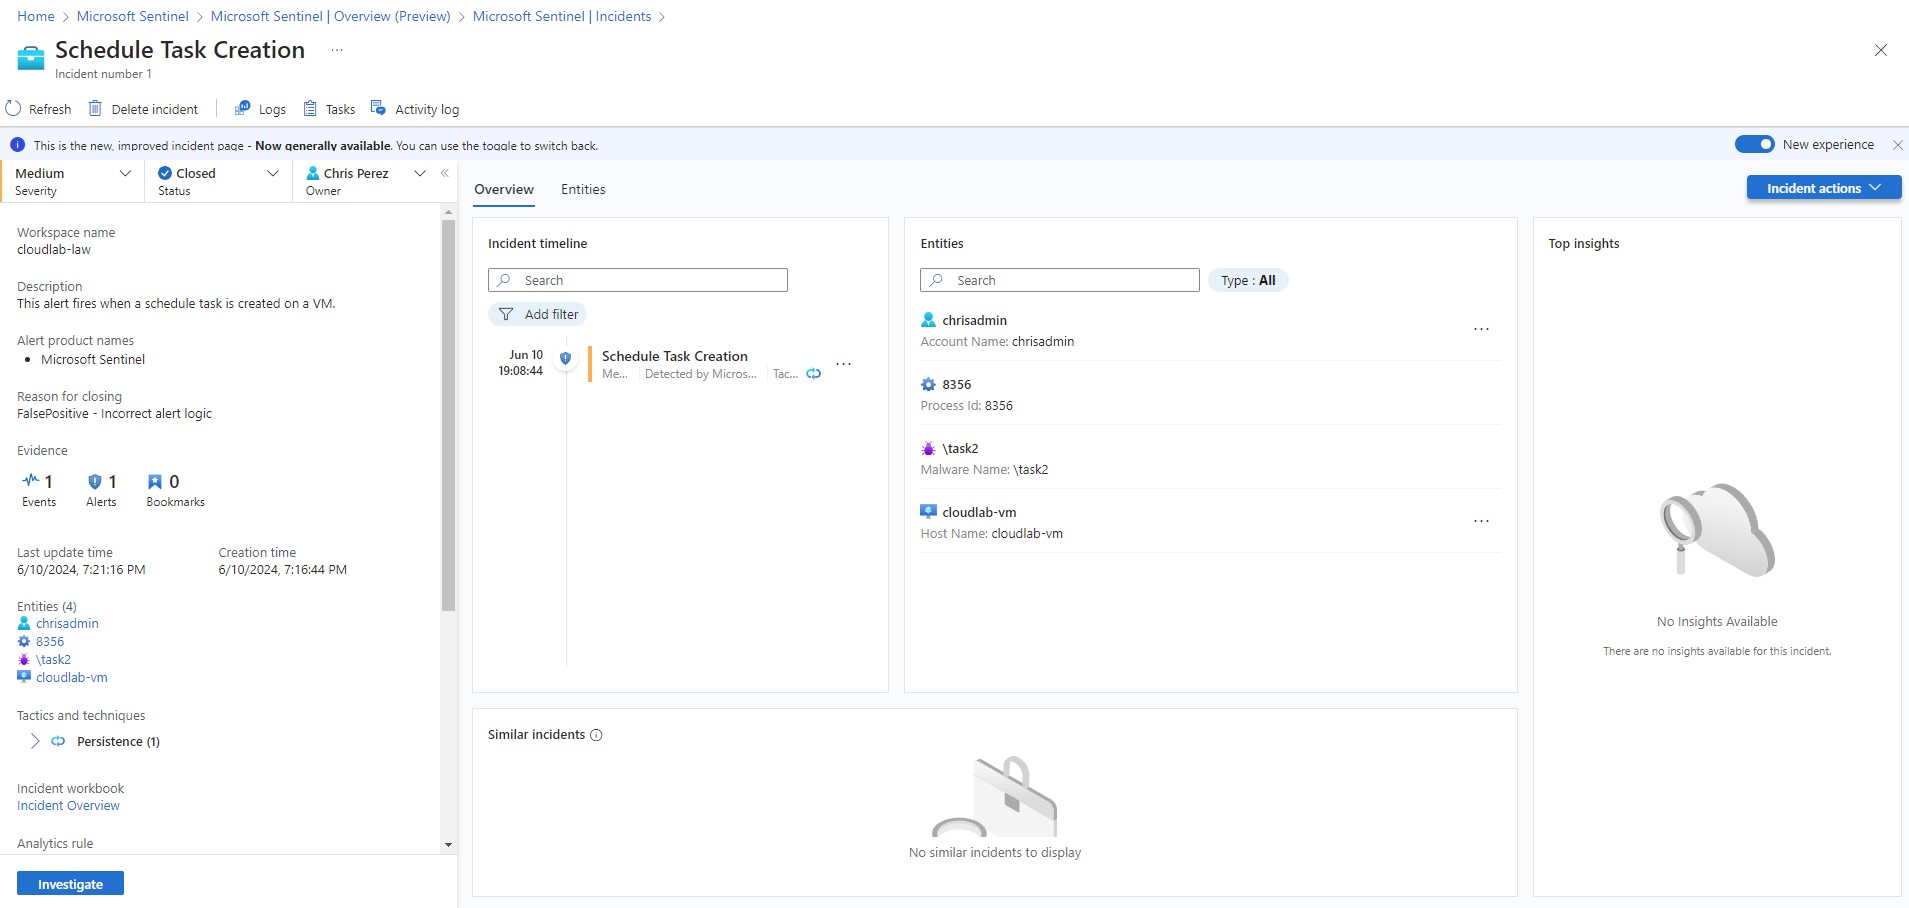 Home > Microsoft Sentinel > Microsoft Sentinel | Overview (Preview) > Microsoft Sentinel | Incidents >
Schedule Task Creation ...
Incident number 1
Refresh Delete incident Logs Tasks Activity log
This is the new, improved incident page - Now generally available. You can use the toggle to switch back.
New experience
Medium
Severity
Closed
Status
Chris Perez
Owner
Workspace name
cloudlab-law
Description
This alert fires when a schedule task is created on a VM.
Alert product names
• Microsoft Sentinel
Reason for closing
FalsePositive - Incorrect alert logic
Evidence
1
Events
1
Alerts
0
Bookmarks
Last update time
6/10/2024, 7:21:16 PM
Creation time
6/10/2024, 7:16:44 PM
Entities (4)
chrisadmin
8356
\task2
cloudlab-vm
Tactics and techniques
Persistence (1)
Incident workbook
Incident Overview
Analytics rule
Investigate
Overview Entities
Incident actions
Incident timeline
Search
Add filter
Jun 10
19:08:44
Schedule Task Creation
Me... Detected by Micros... Tac...
...
Entities
Search
Type : All
chrisadmin
Account Name: chrisadmin
...
8356
Process Id: 8356
\task2
Malware Name: \task2
cloudlab-vm
Host Name: cloudlab-vm
...
Top insights
No Insights Available
There are no insights available for this incident.
Similar incidents
No similar incidents to display